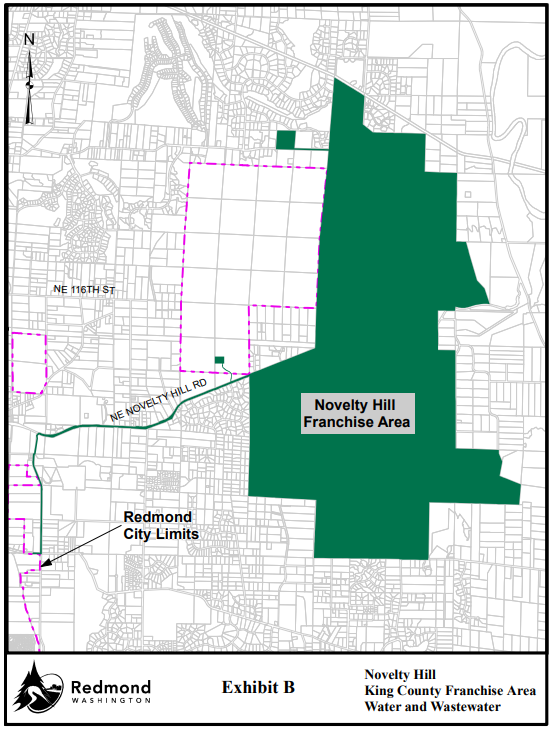 N
NE 116TH ST
NE NOVELTY HILL RD
Novelty Hill
Franchise Area
Redmond
City Limits
Redmond
WASHINGTON
Exhibit B
Novelty Hill
King County Franchise Area
Water and Wastewater